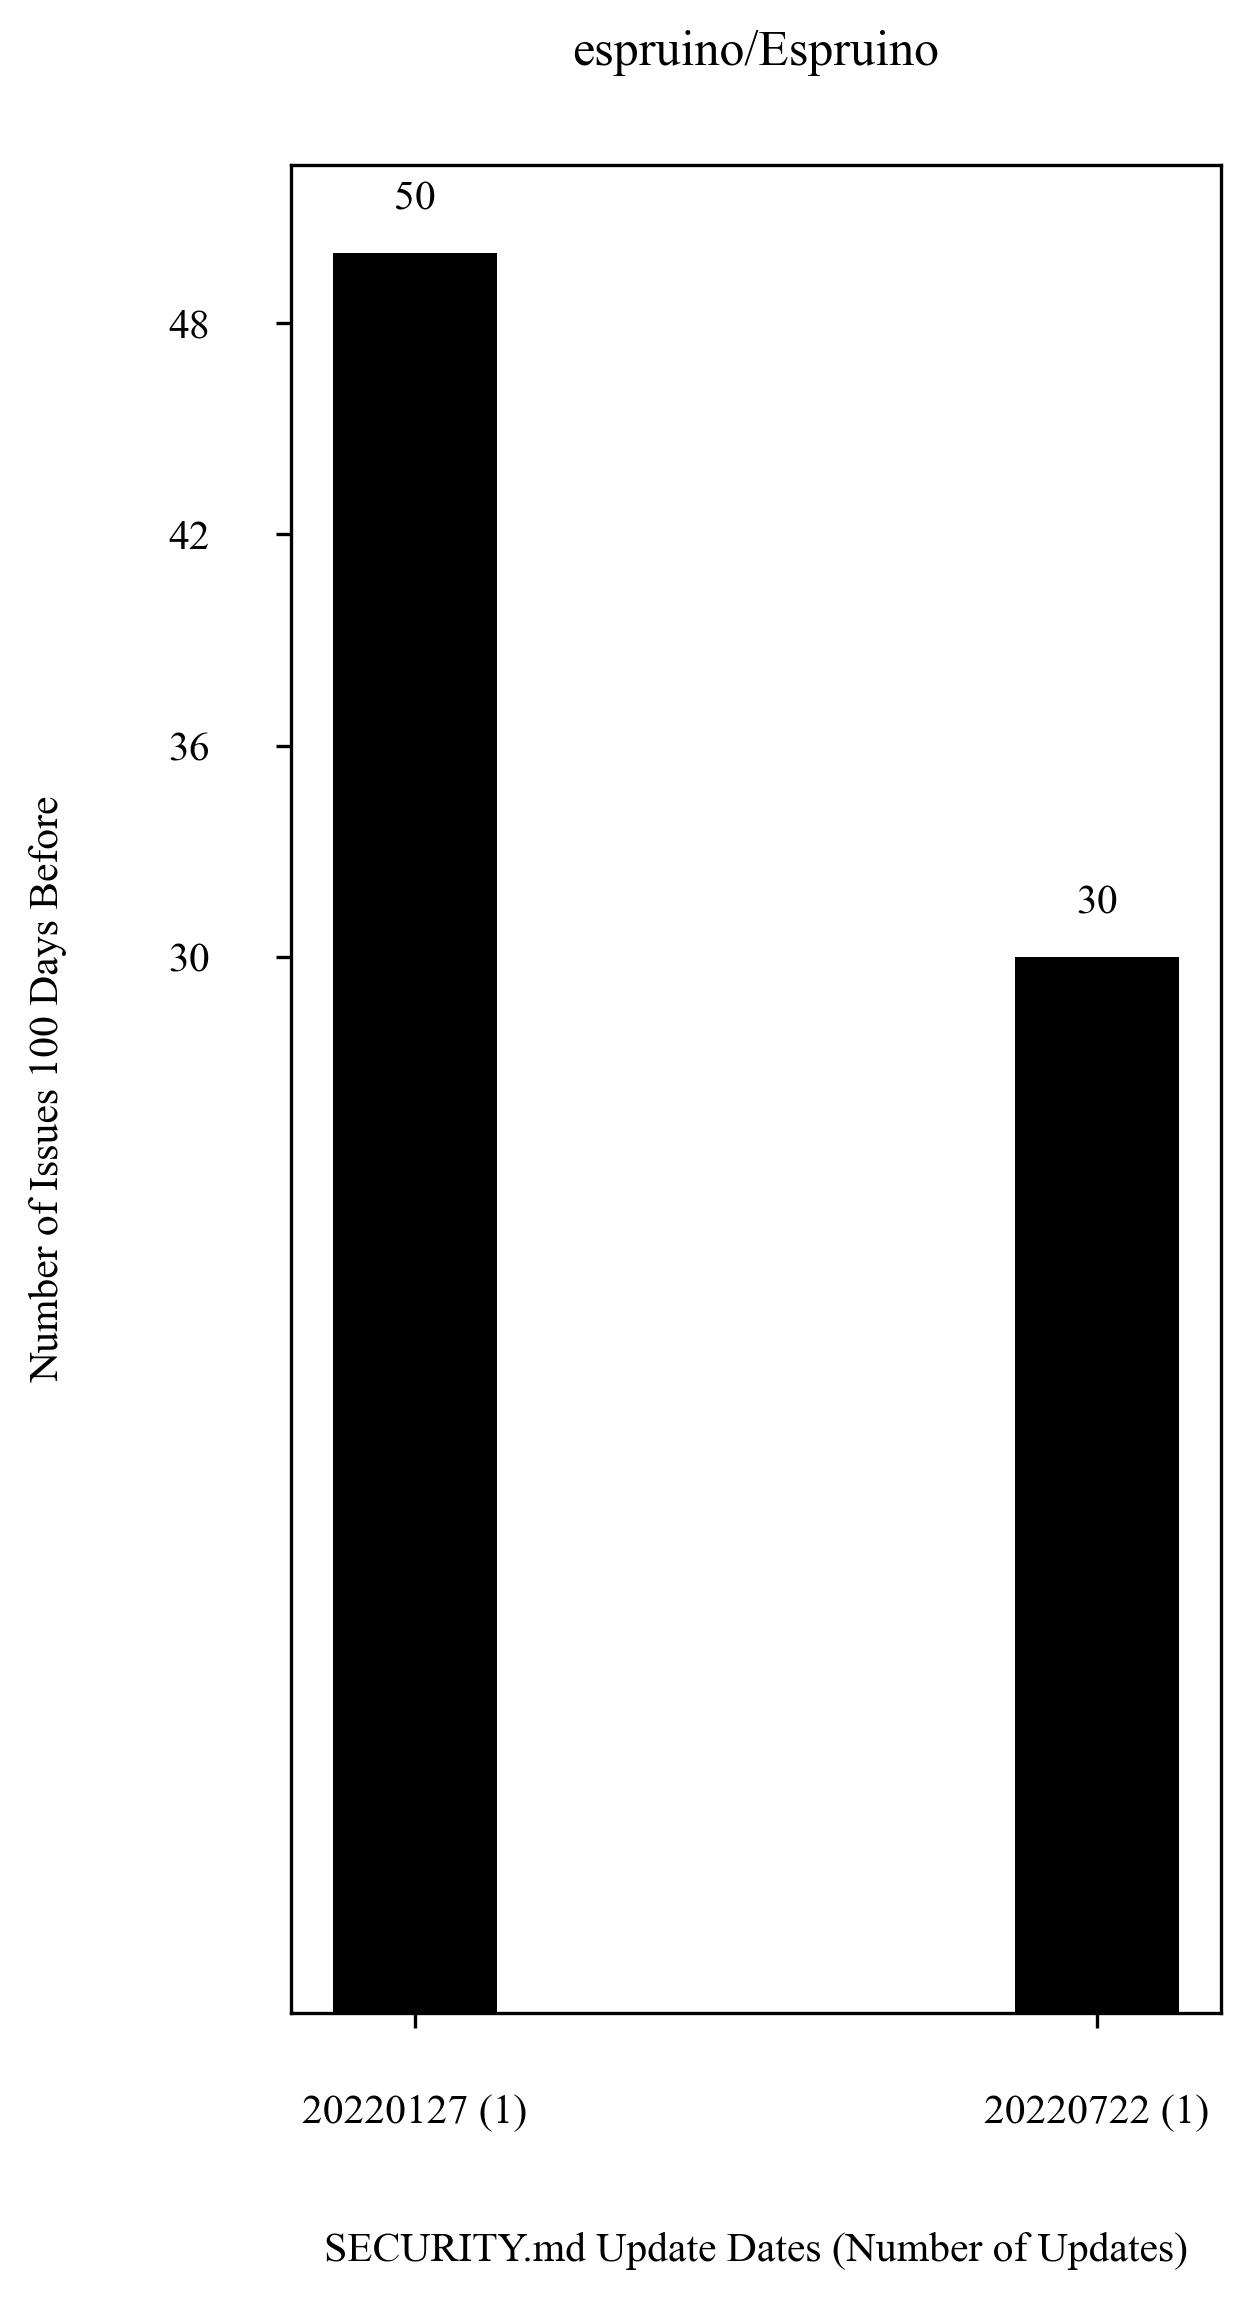 espruino/Espruino
50
48
42
36
30
30
Number of Issues 100 Days Before
20220127 (1)
20220722 (1)
SECURITY.md Update Dates (Number of Updates)